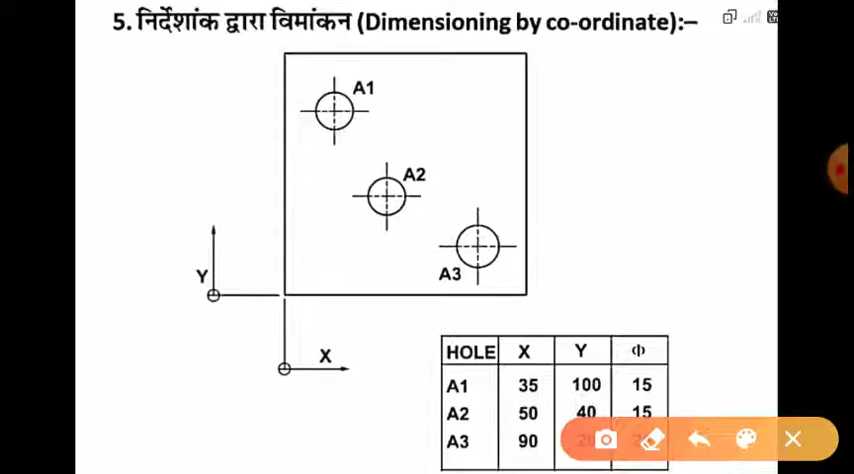 5. निर्देशांक द्वारा विमांकन (Dimensioning by co-ordinate):–
A1
A2
A3
Y
X
HOLE X Y Φ
A1 35 100 15
A2 50 40 15
A3 90